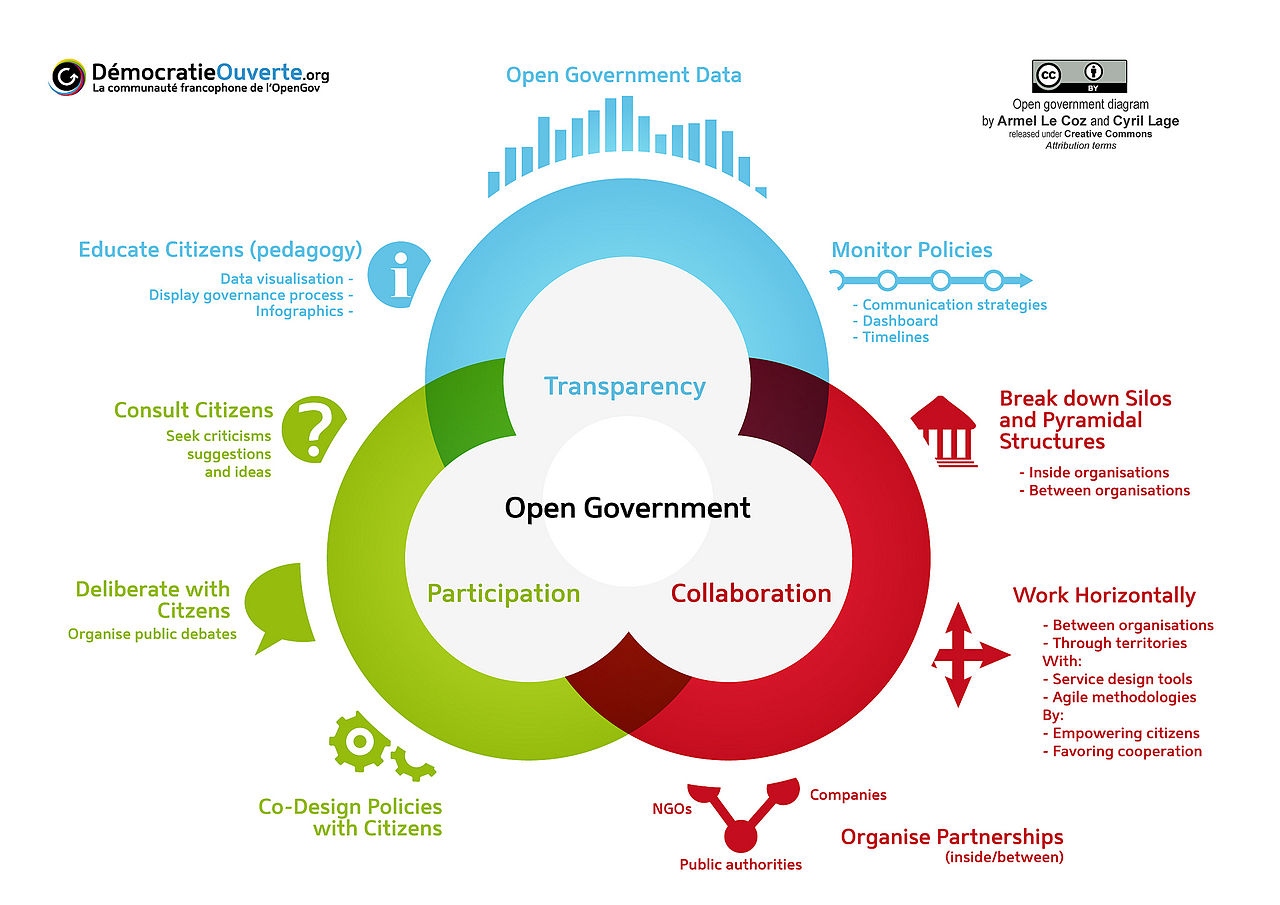 DémocratieOuverte.org
La communauté francophone de l'OpenGov
Open Government Data
cc
BY
Open government diagram
by Armel Le Coz and Cyril Lage
released under Creative Commons
Attribution terms
Educate Citizens (pedagogy)
Data visualisation -
Display governance process -
Infographics -
i
Monitor Policies
- Communication strategies
- Dashboard
- Timelines
Transparency
Consult Citizens
Seek criticisms
suggestions
and ideas
?
Break down Silos
and Pyramidal
Structures
- Inside organisations
- Between organisations
Open Government
Participation
Collaboration
Deliberate with
Citzens
Organise public debates
Work Horizontally
- Between organisations
- Through territories
With:
- Service design tools
- Agile methodologies
By:
- Empowering citizens
- Favoring cooperation
Co-Design Policies
with Citizens
NGOs
Companies
Public authorities
Organise Partnerships
(inside/between)